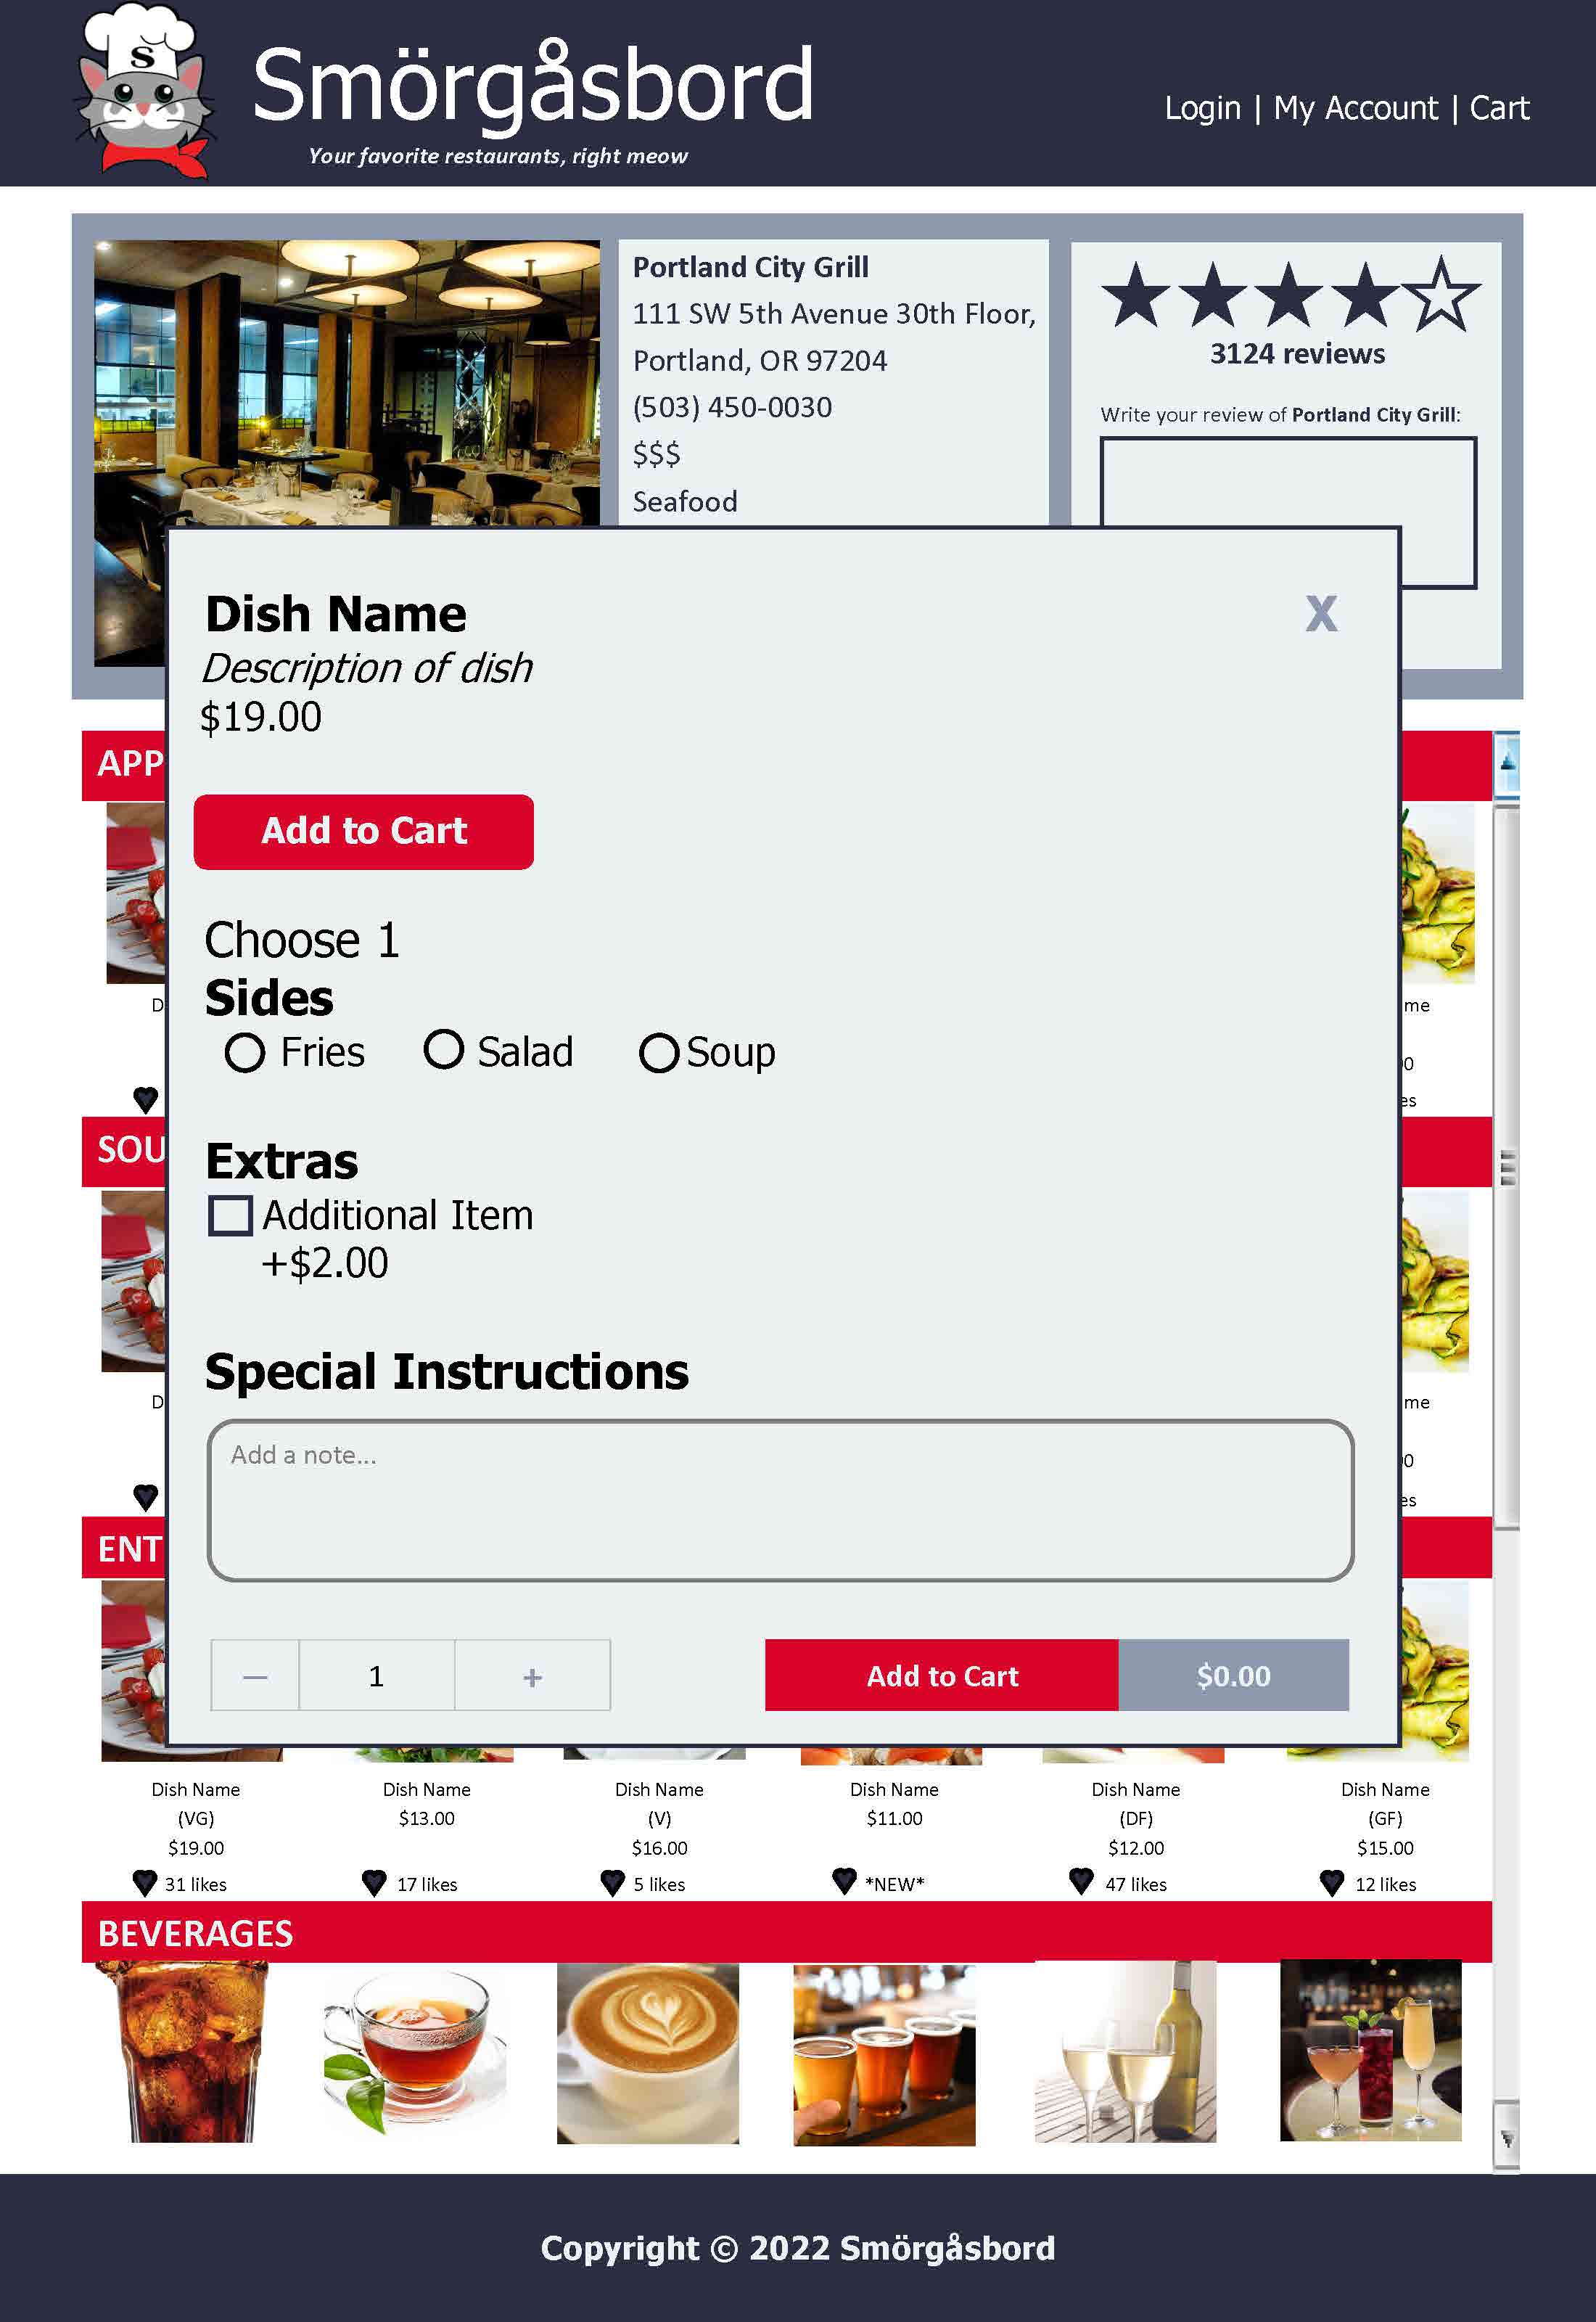 S
Smörgåsbord
Your favorite restaurants, right meow
Login | My Account | Cart
Portland City Grill
111 SW 5th Avenue 30th Floor,
Portland, OR 97204
(503) 450-0030
$$$
Seafood
3124 reviews
Write your review of Portland City Grill:
Dish Name
X
Description of dish
$19.00
Add to Cart
Choose 1
Sides
Fries Salad Soup
Extras
Additional Item
+$2.00
Special Instructions
Add a note...
— 1 +
Add to Cart $0.00
APP
D
me
0
es
SOU
D
me
0
es
ENT
Dish Name Dish Name Dish Name Dish Name Dish Name Dish Name
(VG) $13.00 (V) $11.00 (DF) (GF)
$19.00 $16.00 $12.00 $15.00
31 likes 17 likes 5 likes *NEW* 47 likes 12 likes
BEVERAGES
Copyright © 2022 Smörgåsbord